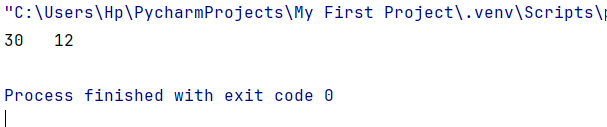 "C:\Users\Hp\PycharmProjects\My First Project\.venv\Scripts\
30   12
Process finished with exit code 0